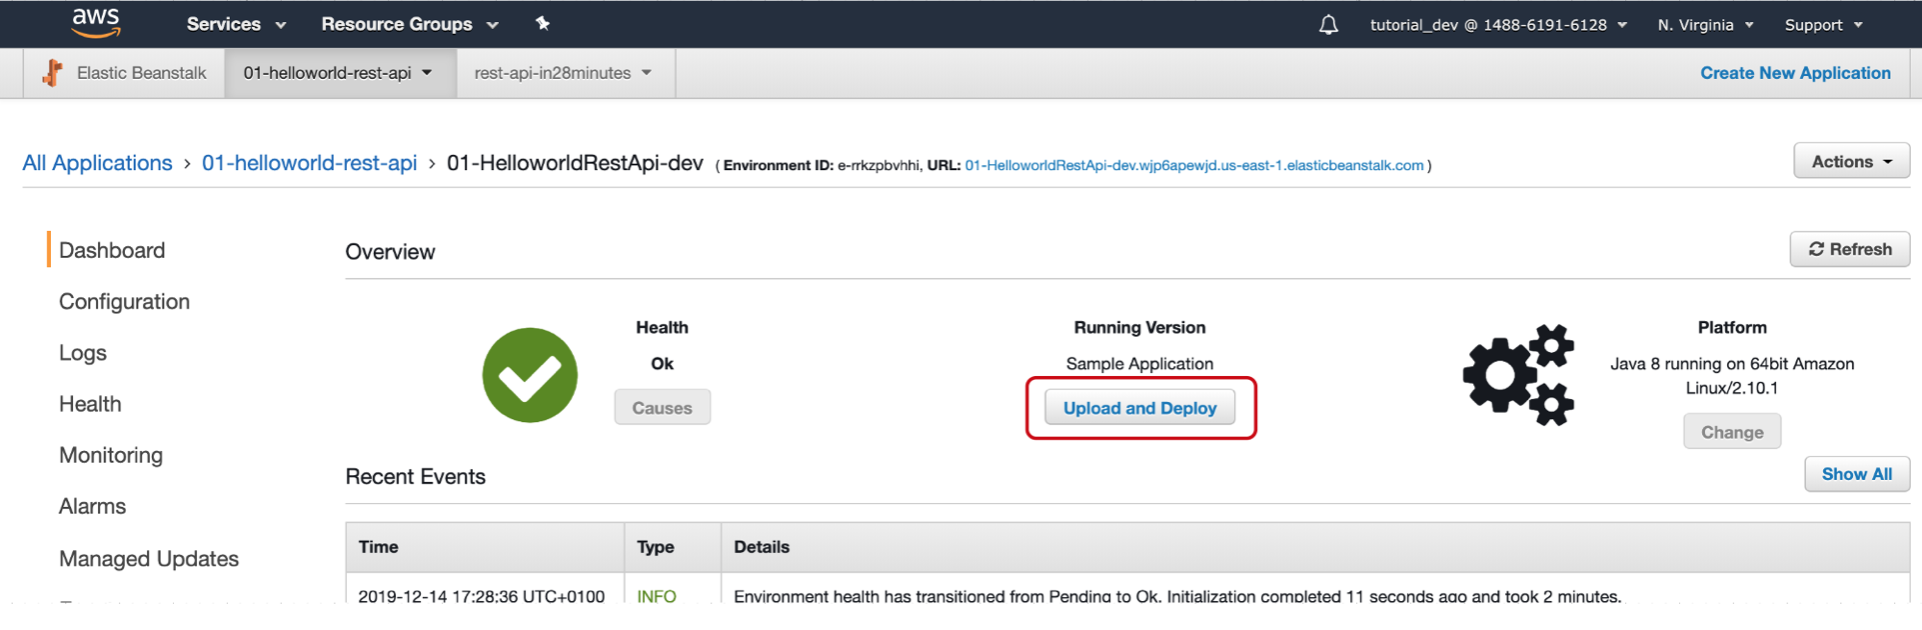 aws Services Resource Groups tutorial_dev @ 1488-6191-6128 N. Virginia Support
Elastic Beanstalk 01-helloworld-rest-api rest-api-in28minutes Create New Application
All Applications › 01-helloworld-rest-api › 01-HelloworldRestApi-dev ( Environment ID: e-rrkzpbvhhi, URL: 01-HelloworldRestApi-dev.wjp6apewjd.us-east-1.elasticbeanstalk.com )
Actions
Dashboard
Configuration
Logs
Health
Monitoring
Alarms
Managed Updates
Overview
Refresh
Health
Ok
Causes
Running Version
Sample Application
Upload and Deploy
Platform
Java 8 running on 64bit Amazon
Linux/2.10.1
Change
Recent Events
Show All
Time Type Details
2019-12-14 17:28:36 UTC+0100 INFO Environment health has transitioned from Pending to Ok. Initialization completed 11 seconds ago and took 2 minutes.